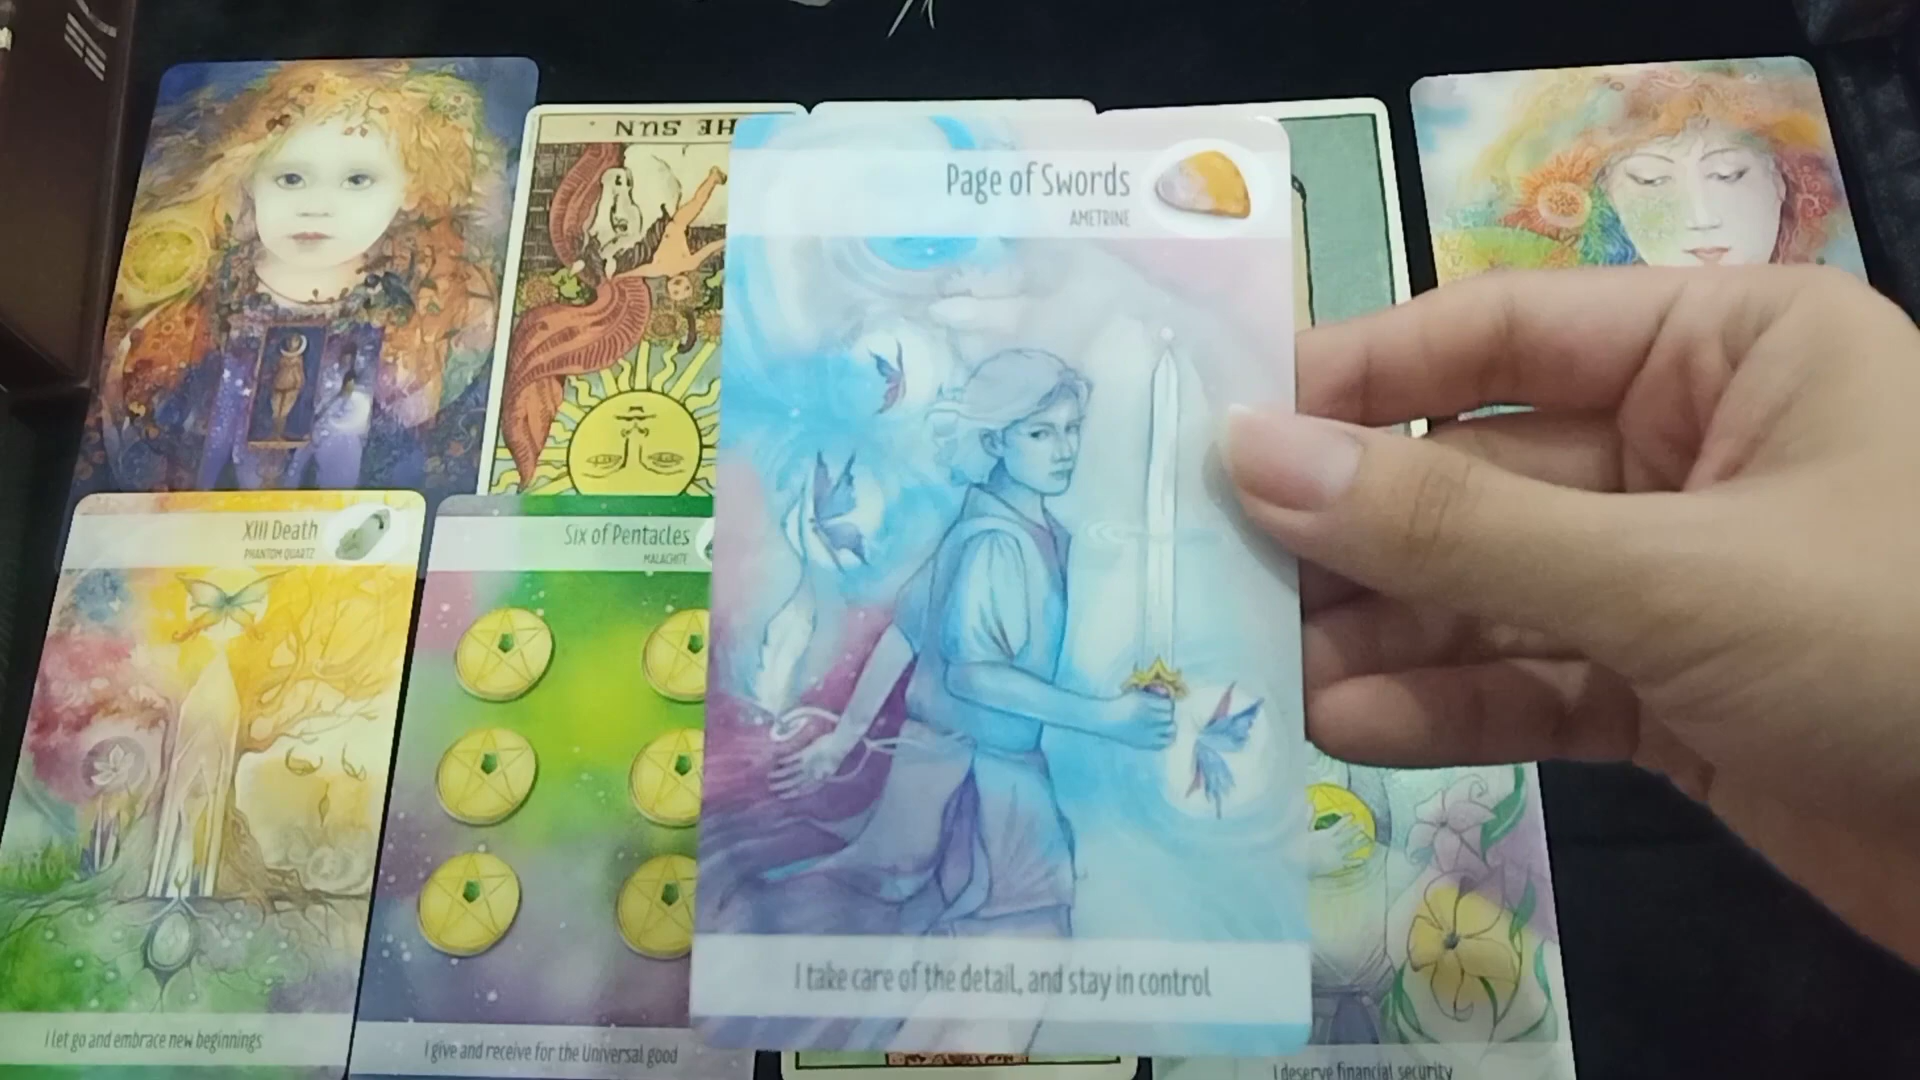 THE SUN.
Page of Swords
AMETRINE
XIII Death
PHANTOM QUARTZ
Six of Pentacles
MALACHITE
I take care of the detail, and stay in control
I let go and embrace new beginnings
I give and receive for the Universal good
I deserve financial security